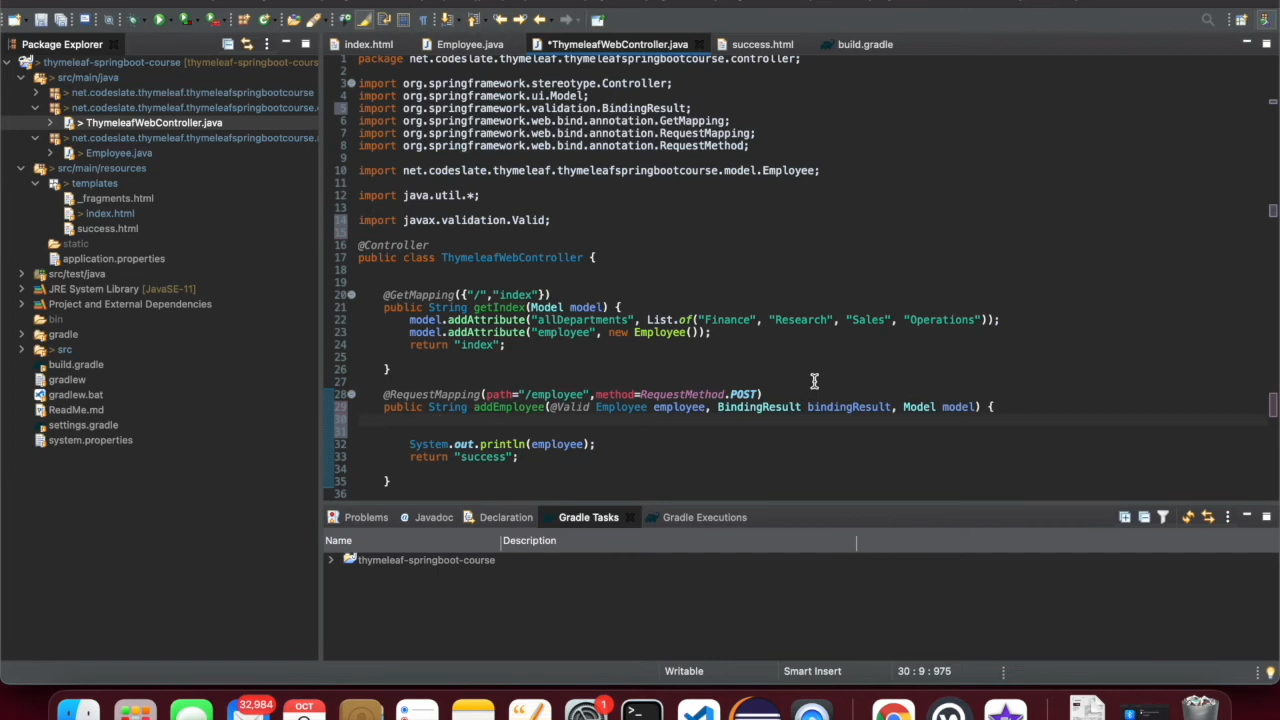 Package Explorer
thymeleaf-springboot-course [thymeleaf-springboot-cours
src/main/java
net.codeslate.thymeleaf.thymeleafspringbootcourse
net.codeslate.thymeleaf.thymeleafspringbootcourse.
> ThymeleafWebController.java
net.codeslate.thymeleaf.thymeleafspringbootcourse.
> Employee.java
> src/main/resources
> templates
_fragments.html
> index.html
success.html
static
application.properties
src/test/java
JRE System Library [JavaSE-11]
Project and External Dependencies
bin
gradle
> src
build.gradle
gradlew
gradlew.bat
ReadMe.md
settings.gradle
system.properties
index.html
Employee.java
*ThymeleafWebController.java
success.html
build.gradle
1 package net.codeslate.thymeleaf.thymeleafspringbootcourse.controller;
2
3 import org.springframework.stereotype.Controller;
4 import org.springframework.ui.Model;
5 import org.springframework.validation.BindingResult;
6 import org.springframework.web.bind.annotation.GetMapping;
7 import org.springframework.web.bind.annotation.RequestMapping;
8 import org.springframework.web.bind.annotation.RequestMethod;
9
10 import net.codeslate.thymeleaf.thymeleafspringbootcourse.model.Employee;
11
12 import java.util.*;
13
14 import javax.validation.Valid;
15
16 @Controller
17 public class ThymeleafWebController {
18
19
20 @GetMapping({"/","index"})
21 public String getIndex(Model model) {
22 model.addAttribute("allDepartments", List.of("Finance", "Research", "Sales", "Operations"));
23 model.addAttribute("employee", new Employee());
24 return "index";
25
26 }
27
28 @RequestMapping(path="/employee",method=RequestMethod.POST)
29 public String addEmployee(@Valid Employee employee, BindingResult bindingResult, Model model) {
30
31
32 System.out.println(employee);
33 return "success";
34
35 }
36
Problems
Javadoc
Declaration
Gradle Tasks
Gradle Executions
Name
Description
thymeleaf-springboot-course
Writable
Smart Insert
30 : 9 : 975
32,984
OCT
1